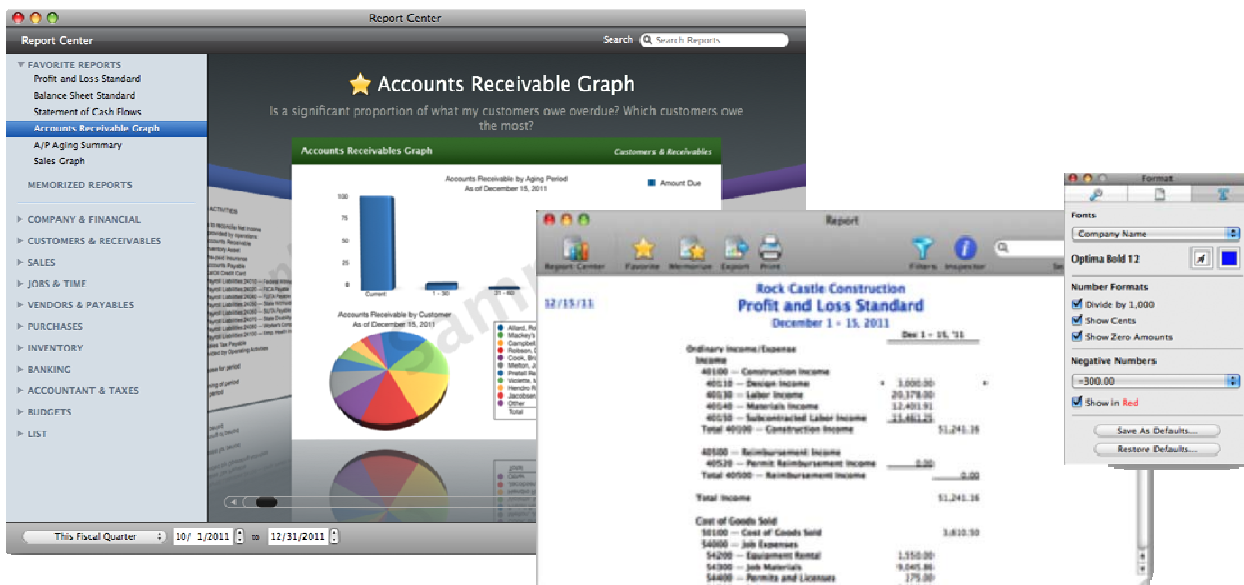 Report Center
Report Center
Search
Search Reports
FAVORITE REPORTS
Profit and Loss Standard
Balance Sheet Standard
Statement of Cash Flows
Accounts Receivable Graph
A/P Aging Summary
Sales Graph
MEMORIZED REPORTS
COMPANY & FINANCIAL
CUSTOMERS & RECEIVABLES
SALES
JOBS & TIME
VENDORS & PAYABLES
PURCHASES
INVENTORY
BANKING
ACCOUNTANT & TAXES
BUDGETS
LIST
This Fiscal Quarter
10/ 1/2011
to
12/31/2011
Accounts Receivable Graph
Is a significant proportion of what my customers owe overdue? Which customers owe
the most?
Accounts Receivables Graph
Customers & Receivables
Accounts Receivable by Aging Period
As of December 15, 2011
Amount Due
100
75
50
25
0
Current
1 - 30
31 - 60
Accounts Receivable by Customer
As of December 15, 2011
Other
Total
Report
Report Center
Favorite
Memorize
Export
Print
Filters
Inspector
12/15/11
Rock Castle Construction
Profit and Loss Standard
December 1 - 15, 2011
Dec 1 - 15, '11
Ordinary Income/Expense
Income
40100 — Construction Income
40110 — Design Income
3,000.00
40130 — Labor Income
20,378.00
40140 — Materials Income
12,401.91
40150 — Subcontracted Labor Income
15,461.25
Total 40100 — Construction Income
51,241.16
40500 — Reimbursement Income
40520 — Permit Reimbursement Income
0.00
Total 40500 — Reimbursement Income
0.00
Total Income
51,241.16
Cost of Goods Sold
50100 — Cost of Goods Sold
3,610.50
54000 — Job Expenses
54200 — Equipment Rental
1,550.00
54300 — Job Materials
54400 — Permits and Licenses
275.00
Format
Fonts
Company Name
Optima Bold 12
Number Formats
Divide by 1,000
Show Cents
Show Zero Amounts
Negative Numbers
-300.00
Show in Red
Save As Defaults...
Restore Defaults...